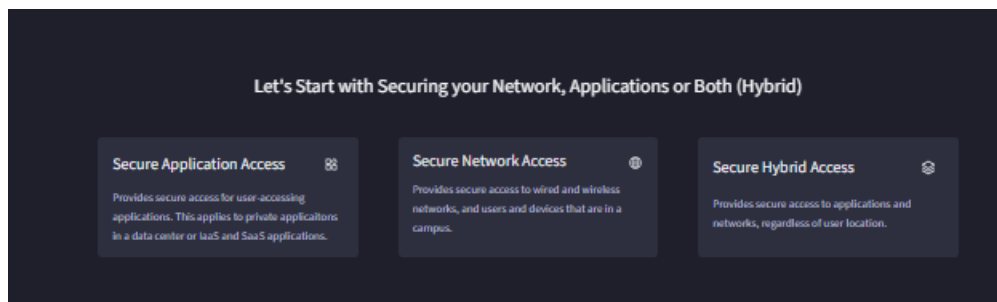 Let's Start with Securing your Network, Applications or Both (Hybrid)
Secure Application Access
Provides secure access for user-accessing
applications. This applies to private applicaitons
in a data center or IaaS and SaaS applications.
Secure Network Access
Provides secure access to wired and wireless
networks, and users and devices that are in a
campus.
Secure Hybrid Access
Provides secure access to applications and
networks, regardless of user location.